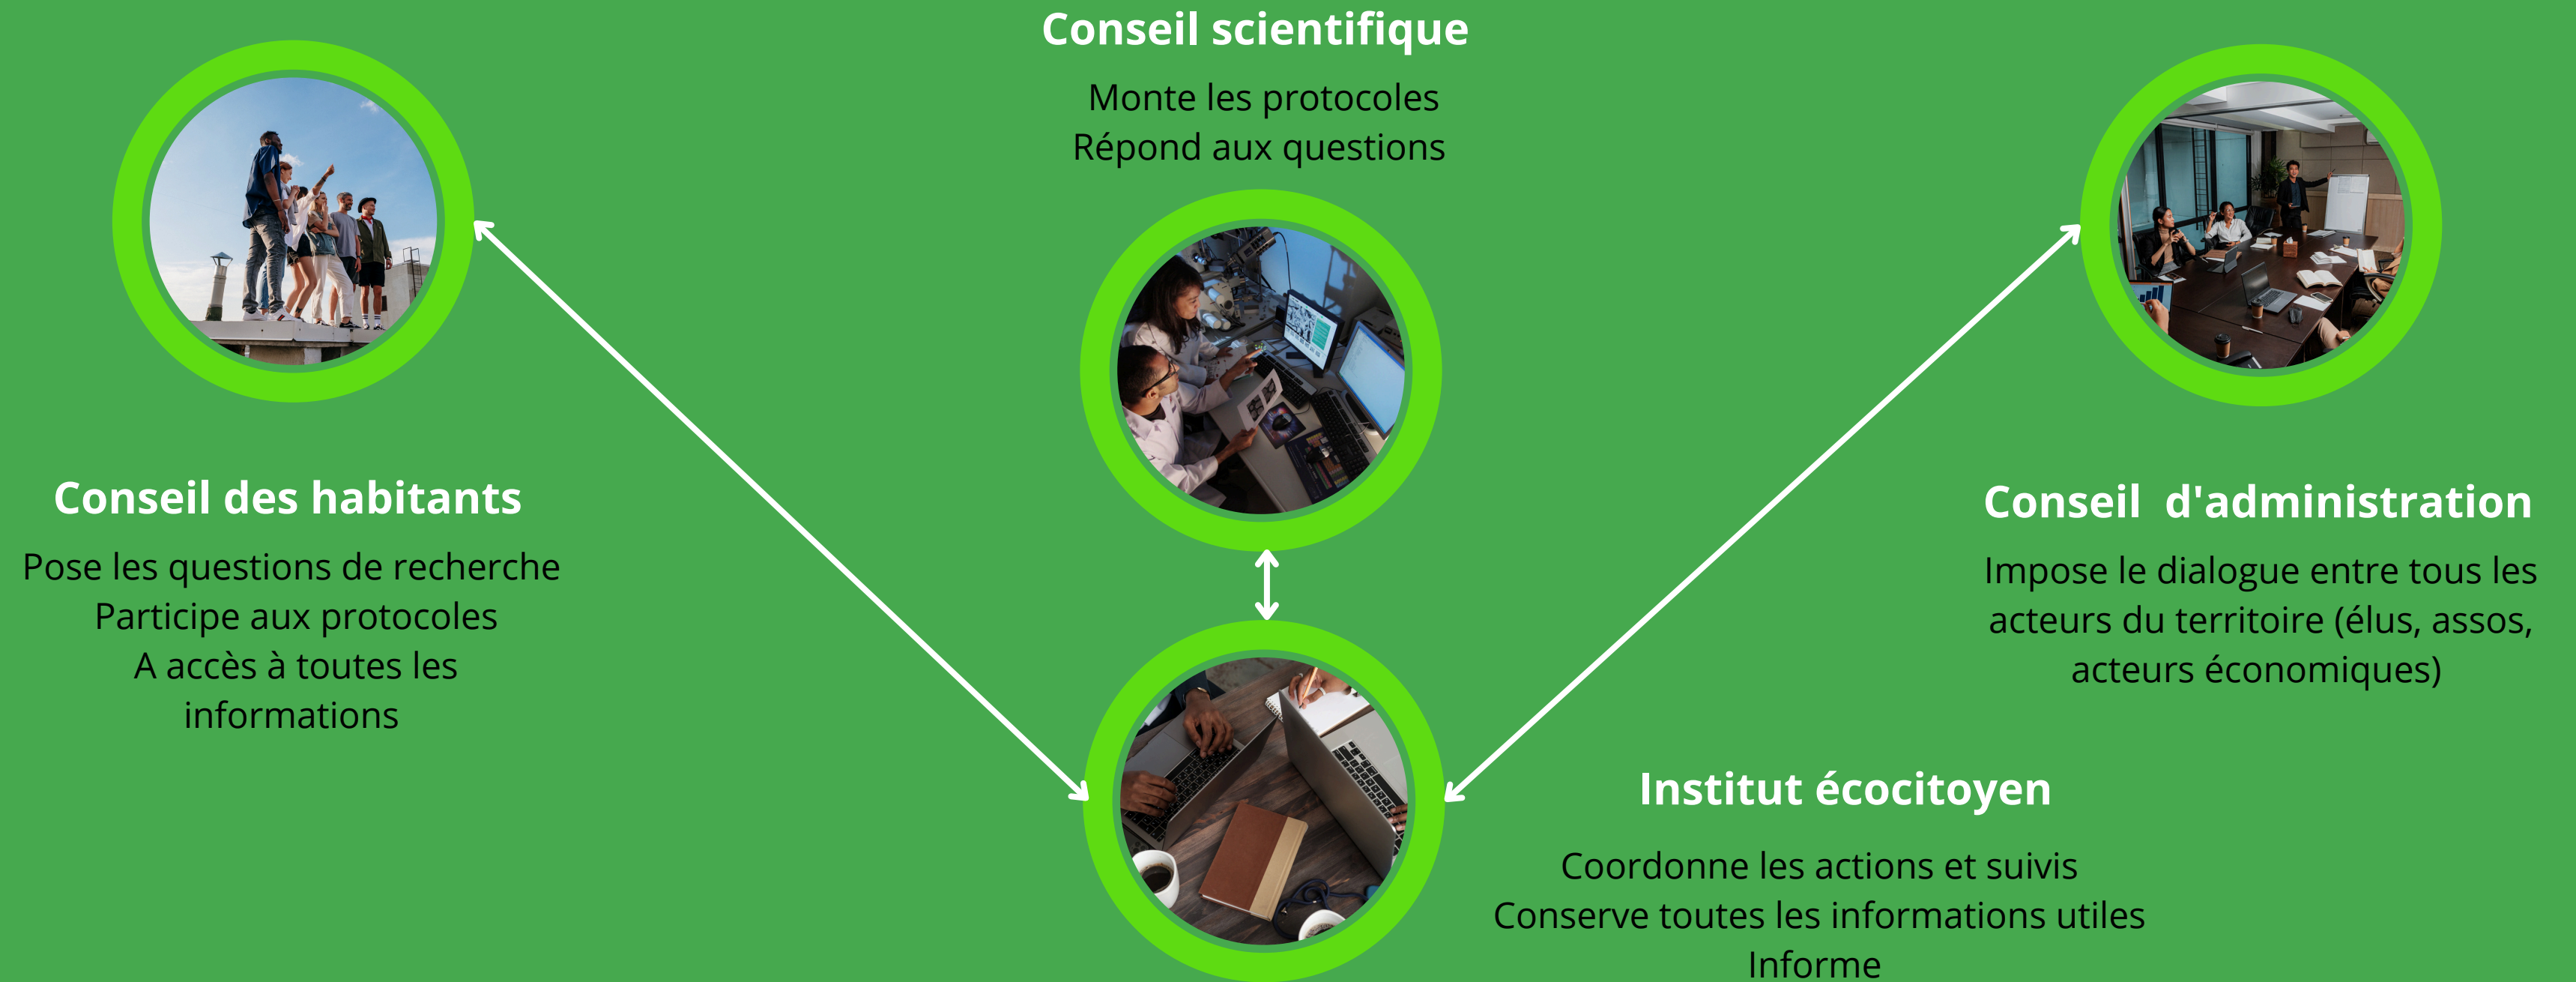 Conseil scientifique
Monte les protocoles
Répond aux questions
Conseil des habitants
Pose les questions de recherche
Participe aux protocoles
A accès à toutes les
informations
Conseil  d'administration
Impose le dialogue entre tous les
acteurs du territoire (élus, assos,
acteurs économiques)
Institut écocitoyen
Coordonne les actions et suivis
Conserve toutes les informations utiles
Informe